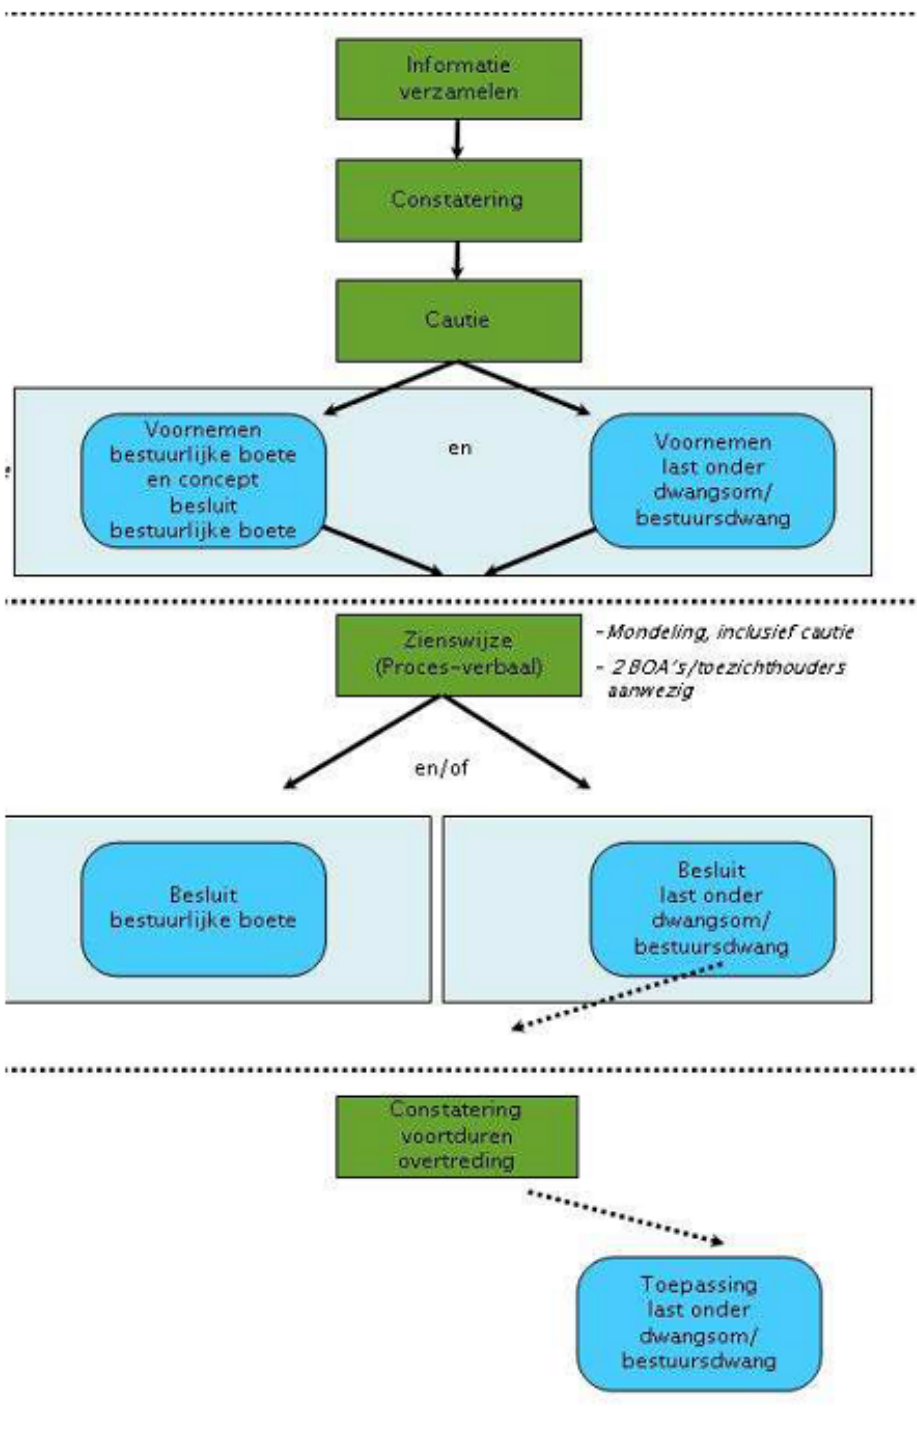 Informatie
verzamelen
Constatering
Cautie
Voornemen
bestuurlijke boete
en concept
besluit
bestuurlijke boete
en
Voornemen
last onder
dwangsom/
bestuursdwang
Zienswijze
(Proces-verbaal)
- Mondeling, inclusief cautie
- 2 BOA's/toezichthouders
aanwezig
en/of
Besluit
bestuurlijke boete
Besluit
last onder
dwangsom/
bestuursdwang
Constatering
voortduren
overtreding
Toepassing
last onder
dwangsom/
bestuursdwang